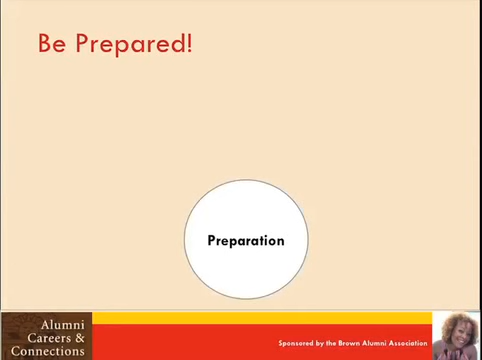 Be Prepared!
Preparation
Alumni
Careers &
Connections
Sponsored by the Brown Alumni Association